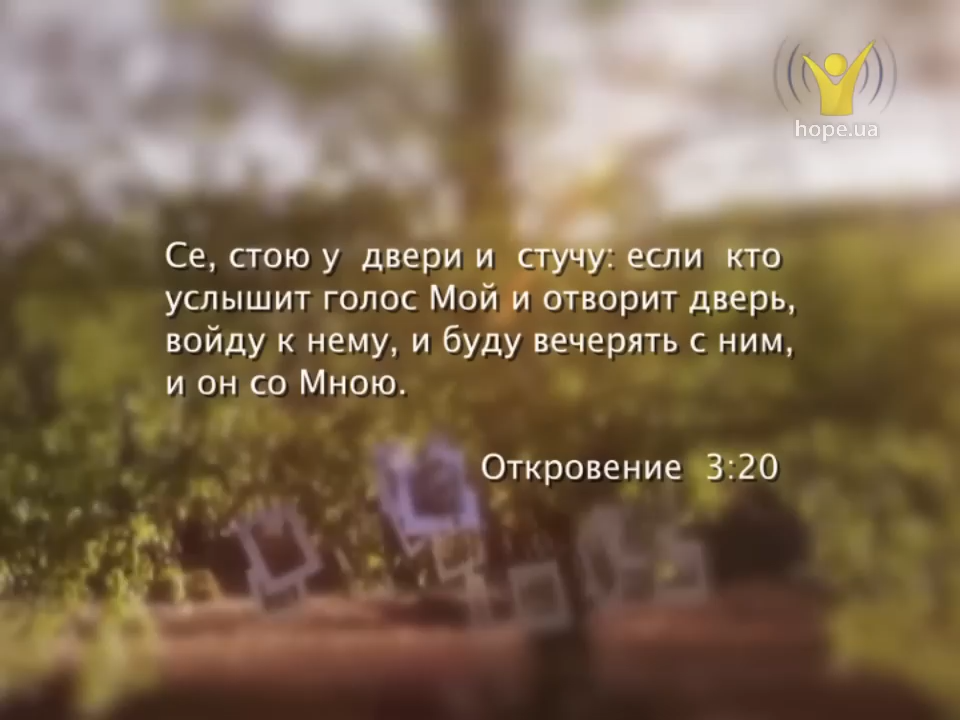 hope.ua
Се, стою у двери и стучу: если кто
услышит голос Мой и отворит дверь,
войду к нему, и буду вечерять с ним,
и он со Мною.
Откровение 3:20